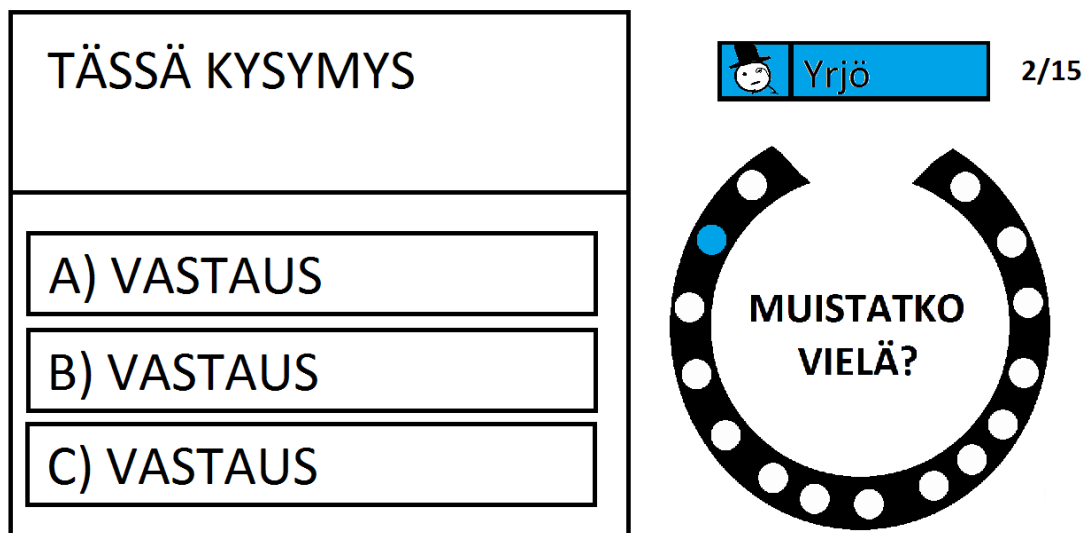 TÄSSÄ KYSYMYS
A) VASTAUS
B) VASTAUS
C) VASTAUS
Yrjö
2/15
MUISTATKO
VIELÄ?